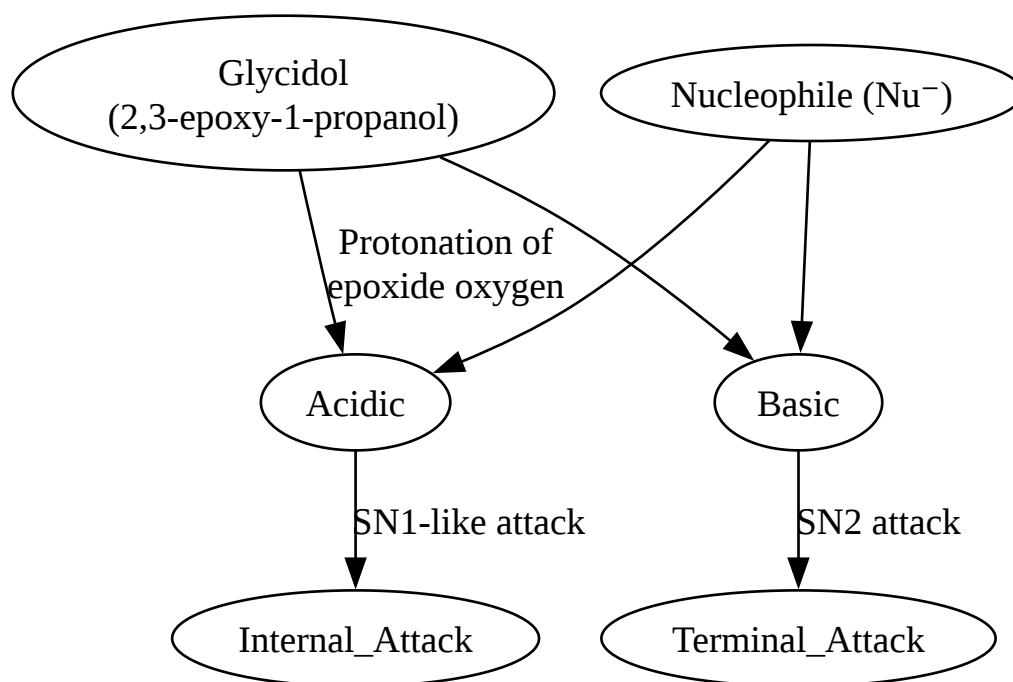 Glycidol
(2,3-epoxy-1-propanol)
Nucleophile (Nu⁻)
Protonation of
epoxide oxygen
Acidic
Basic
SN1-like attack
SN2 attack
Internal_Attack
Terminal_Attack